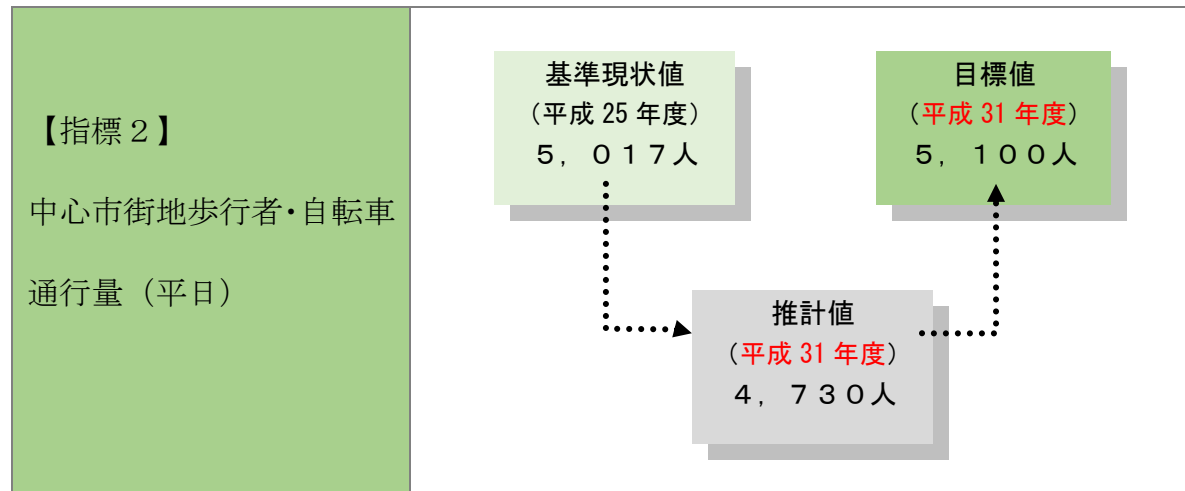 【指標２】
中心市街地歩行者・自転車
通行量（平日）
基準現状値
（平成 25 年度）
５，０１７人
目標値
（平成 31 年度）
５，１００人
推計値
（平成 31 年度）
４，７３０人